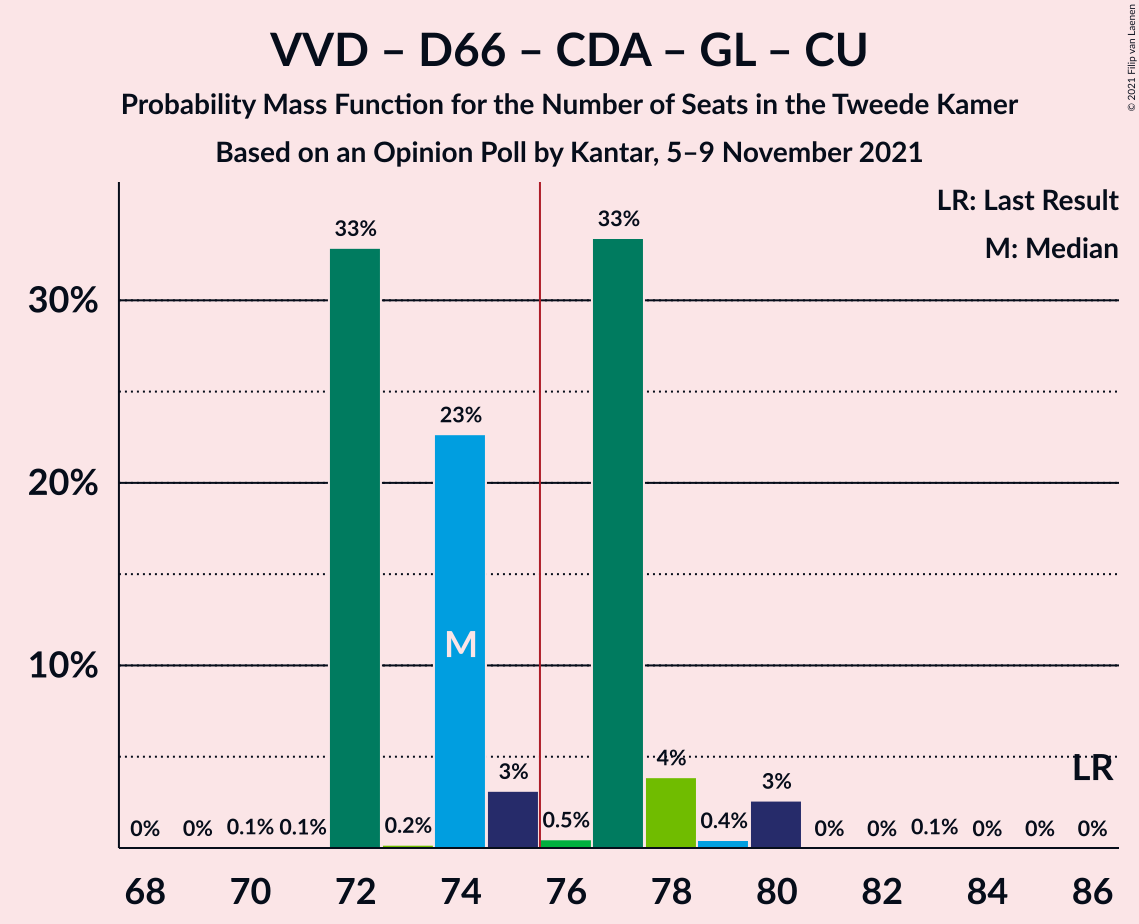 VVD – D66 – CDA – GL – CU
Probability Mass Function for the Number of Seats in the Tweede Kamer
Based on an Opinion Poll by Kantar, 5–9 November 2021
© 2021 Filip van Laenen
LR: Last Result
M: Median
30%
20%
10%
0% 0% 0.1% 0.1% 33% 0.2% 23% 3% 0.5% 33% 4% 0.4% 3% 0% 0% 0.1% 0% 0% 0%
M
LR
68 70 72 74 76 78 80 82 84 86